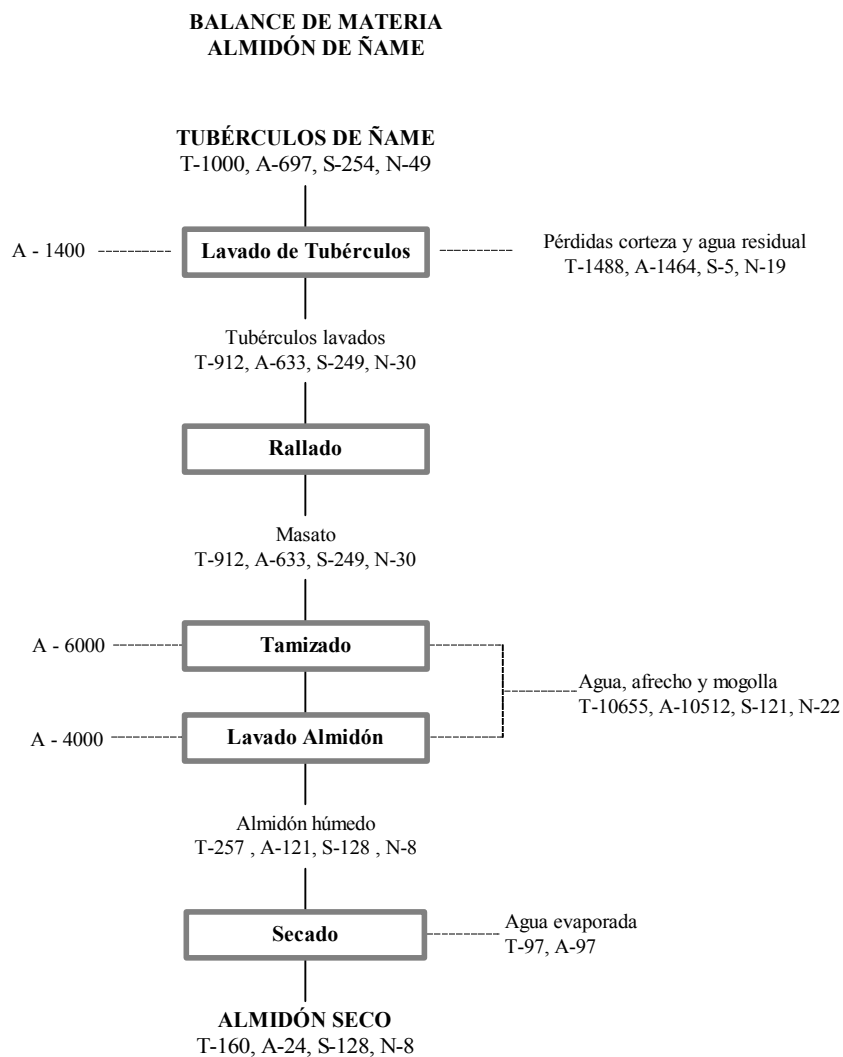 BALANCE DE MATERIA
ALMIDÓN DE ÑAME
TUBÉRCULOS DE ÑAME
T-1000, A-697, S-254, N-49
A - 1400
Lavado de Tubérculos
Pérdidas corteza y agua residual
T-1488, A-1464, S-5, N-19
Tubérculos lavados
T-912, A-633, S-249, N-30
Rallado
Masato
T-912, A-633, S-249, N-30
A - 6000
Tamizado
Agua, afrecho y mogolla
T-10655, A-10512, S-121, N-22
A - 4000
Lavado Almidón
Almidón húmedo
T-257 , A-121, S-128 , N-8
Secado
Agua evaporada
T-97, A-97
ALMIDÓN SECO
T-160, A-24, S-128, N-8